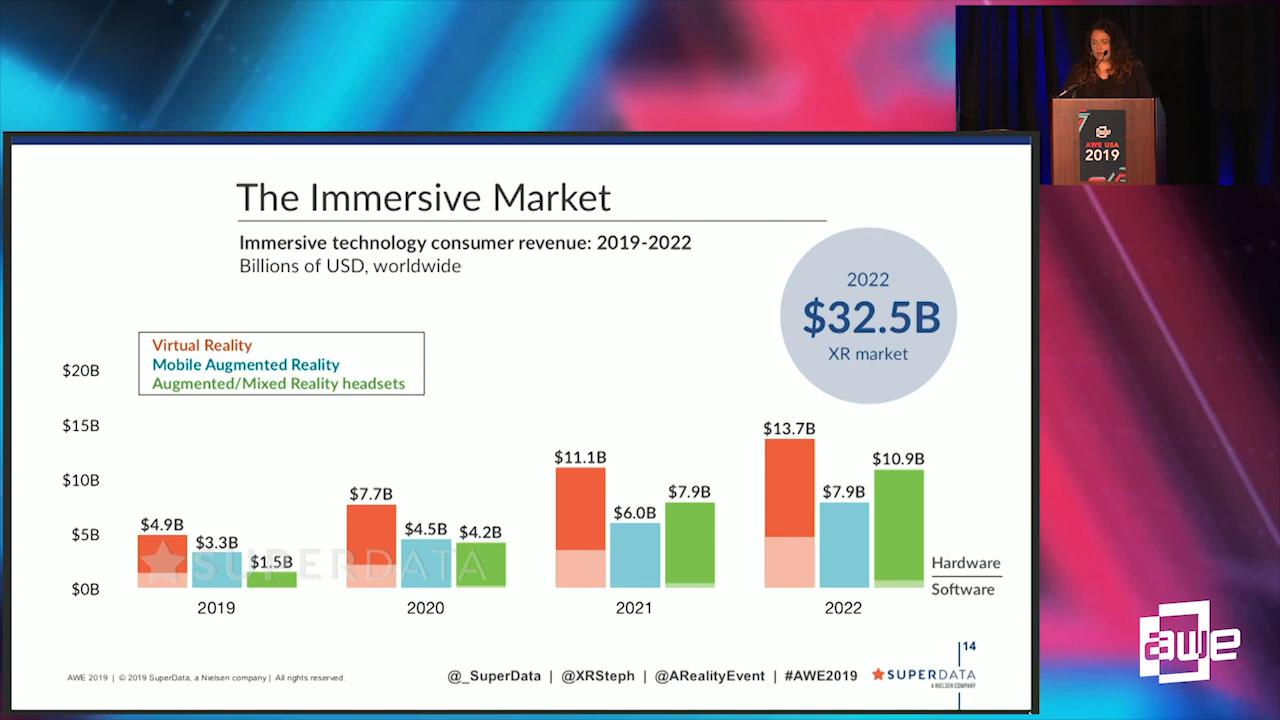 The Immersive Market
Immersive technology consumer revenue: 2019-2022
Billions of USD, worldwide
2022
$32.5B
XR market
Virtual Reality
Mobile Augmented Reality
Augmented/Mixed Reality headsets
$20B
$15B
$10B
$5B
$0B
$4.9B
$3.3B
$1.5B
$7.7B
$4.5B
$4.2B
$11.1B
$6.0B
$7.9B
$13.7B
$7.9B
$10.9B
SUPERDATA
Hardware
Software
2019
2020
2021
2022
14
AWE 2019 | © 2019 SuperData, a Nielsen company | All rights reserved.
@_SuperData | @XRSteph | @ARealityEvent | #AWE2019
SUPERDATA
A NIELSEN COMPANY
AWE USA
2019
awe